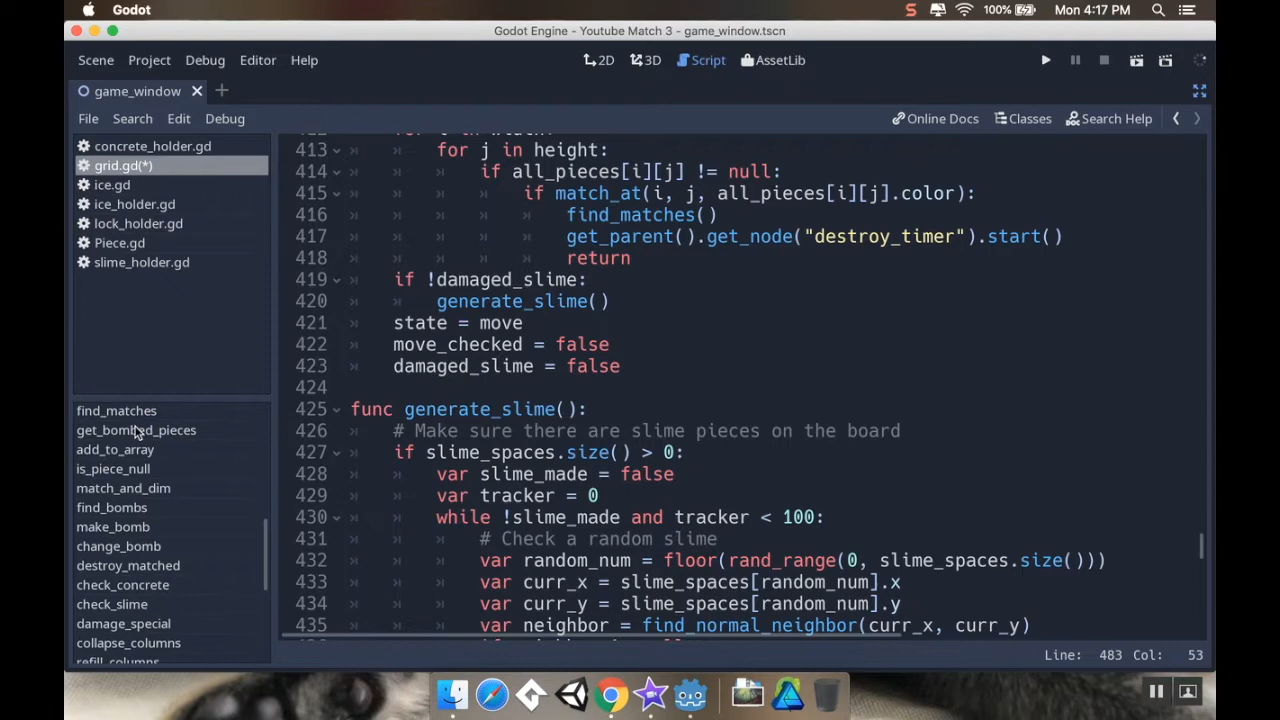 Godot
100%
Mon 4:17 PM
Godot Engine - Youtube Match 3 - game_window.tscn
Scene Project Debug Editor Help
2D 3D Script AssetLib
game_window
File Search Edit Debug
Online Docs Classes Search Help
concrete_holder.gd
grid.gd(*)
ice.gd
ice_holder.gd
lock_holder.gd
Piece.gd
slime_holder.gd
find_matches
get_bombed_pieces
add_to_array
is_piece_null
match_and_dim
find_bombs
make_bomb
change_bomb
destroy_matched
check_concrete
check_slime
damage_special
collapse_columns
refill_columns
413 for j in height:
414 if all_pieces[i][j] != null:
415 if match_at(i, j, all_pieces[i][j].color):
416 find_matches()
417 get_parent().get_node("destroy_timer").start()
418 return
419 if !damaged_slime:
420 generate_slime()
421 state = move
422 move_checked = false
423 damaged_slime = false
424
425 func generate_slime():
426 # Make sure there are slime pieces on the board
427 if slime_spaces.size() > 0:
428 var slime_made = false
429 var tracker = 0
430 while !slime_made and tracker < 100:
431 # Check a random slime
432 var random_num = floor(rand_range(0, slime_spaces.size()))
433 var curr_x = slime_spaces[random_num].x
434 var curr_y = slime_spaces[random_num].y
435 var neighbor = find_normal_neighbor(curr_x, curr_y)
Line: 483 Col: 53